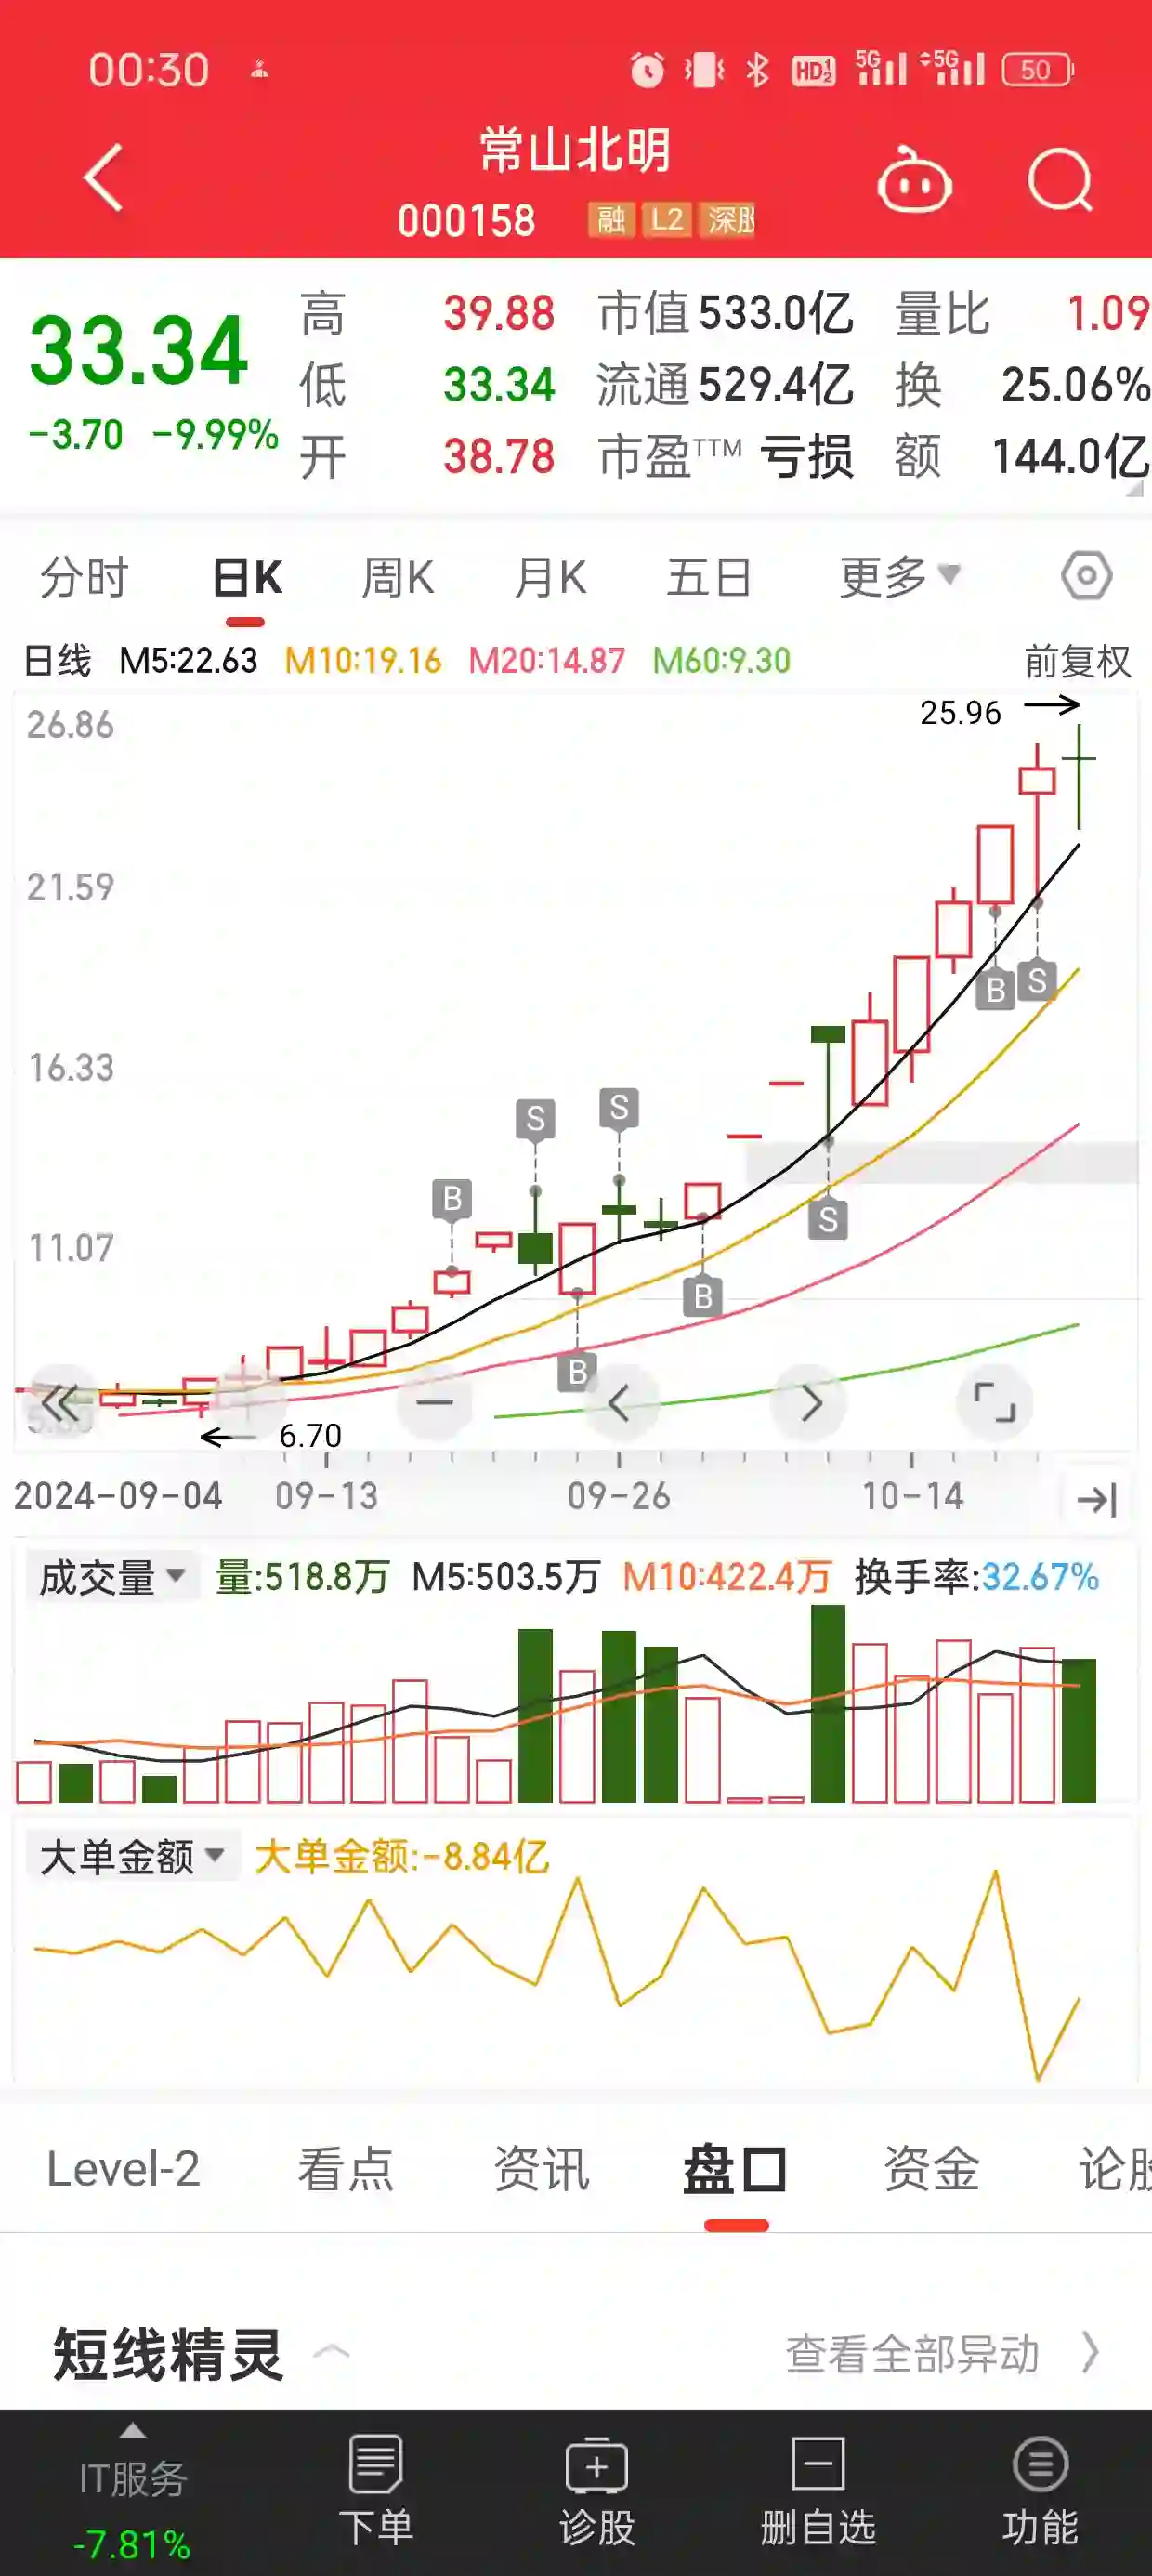 00:30 HD12 5G 5G 50
常山北明
000158 融 L2 深股
33.34
-3.70 -9.99%
高 39.88 市值 533.0亿 量比 1.09
低 33.34 流通 529.4亿 换 25.06%
开 38.78 市盈TTM 亏损 额 144.0亿
分时 日K 周K 月K 五日 更多
日线 M5:22.63 M10:19.16 M20:14.87 M60:9.30 前复权
26.86
25.96
21.59
B S
16.33
S S
B
S
11.07
B
B
6.70
2024-09-04 09-13 09-26 10-14
成交量 量:518.8万 M5:503.5万 M10:422.4万 换手率:32.67%
大单金额 大单金额:-8.84亿
Level-2 看点 资讯 盘口 资金 论股
短线精灵 查看全部异动
IT服务 下单 诊股 删自选 功能
-7.81%